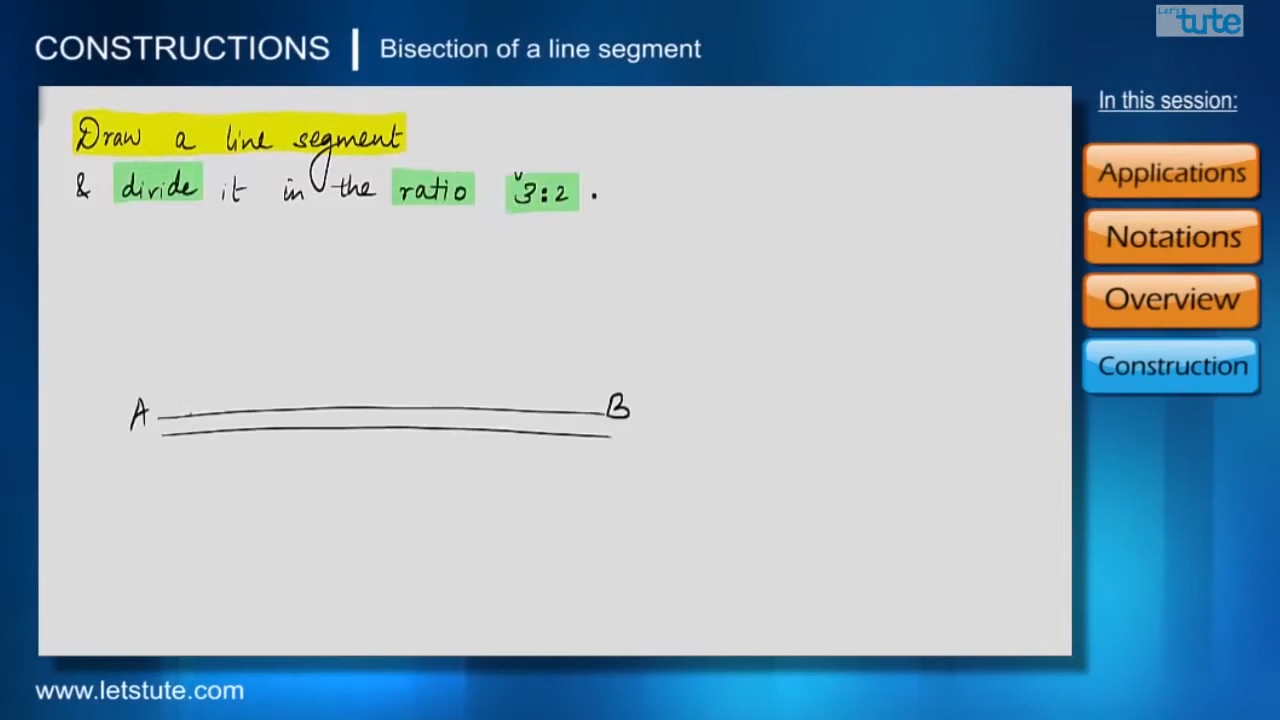 Let's tute
CONSTRUCTIONS | Bisection of a line segment
Draw a line segment
& divide it in the ratio 3:2 .
A B
In this session:
Applications
Notations
Overview
Construction
www.letstute.com